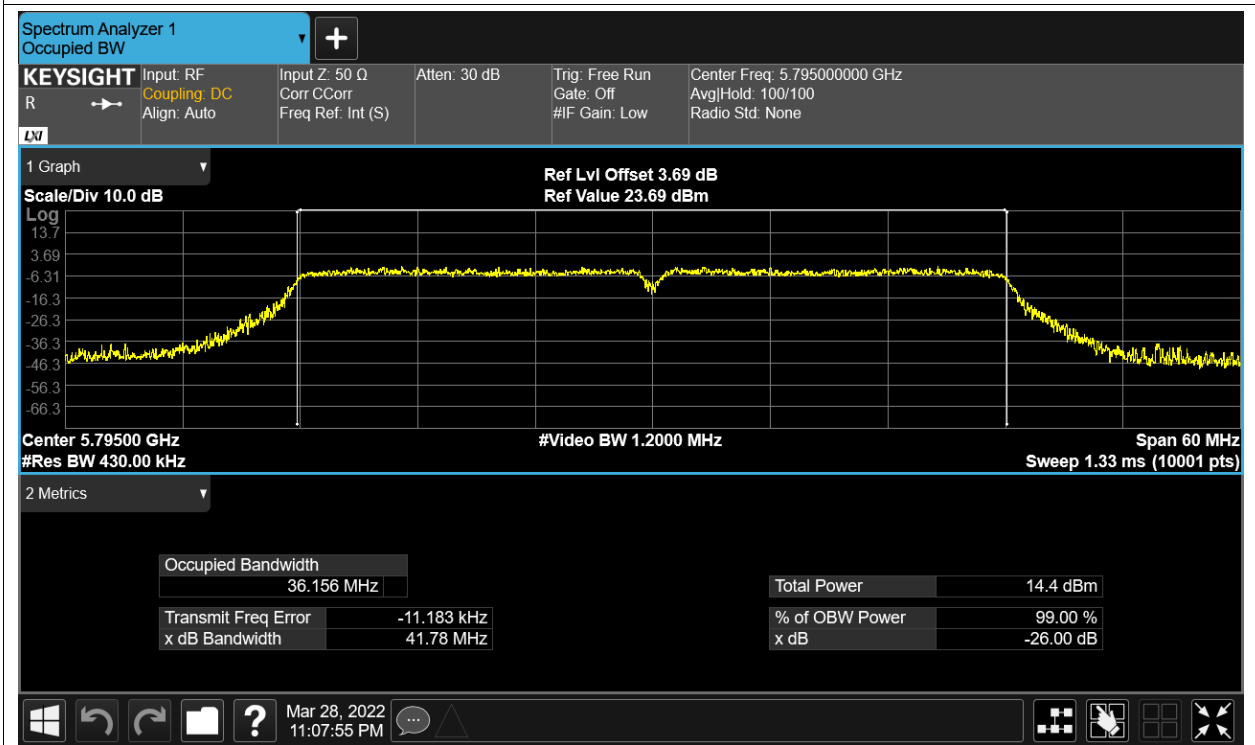 Spectrum Analyzer 1
Occupied BW
KEYSIGHT
R
LXI
Input: RF
Coupling: DC
Align: Auto
Input Z: 50 Ω
Corr CCorr
Freq Ref: Int (S)
Atten: 30 dB
Trig: Free Run
Gate: Off
#IF Gain: Low
Center Freq: 5.795000000 GHz
Avg|Hold: 100/100
Radio Std: None
1 Graph
Scale/Div 10.0 dB
Ref Lvl Offset 3.69 dB
Ref Value 23.69 dBm
Log
13.7
3.69
-6.31
-16.3
-26.3
-36.3
-46.3
-56.3
-66.3
Center 5.79500 GHz
#Video BW 1.2000 MHz
Span 60 MHz
#Res BW 430.00 kHz
Sweep 1.33 ms (10001 pts)
2 Metrics
Occupied Bandwidth
36.156 MHz
Transmit Freq Error -11.183 kHz
x dB Bandwidth 41.78 MHz
Total Power 14.4 dBm
% of OBW Power 99.00 %
x dB -26.00 dB
?
Mar 28, 2022
11:07:55 PM